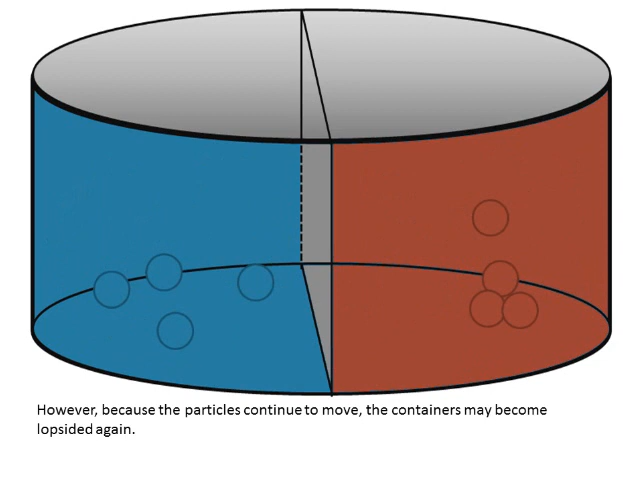 However, because the particles continue to move, the containers may become
lopsided again.